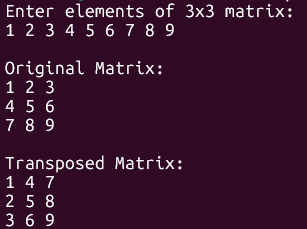 Enter elements of 3x3 matrix:
1 2 3 4 5 6 7 8 9
Original Matrix:
1 2 3
4 5 6
7 8 9
Transposed Matrix:
1 4 7
2 5 8
3 6 9